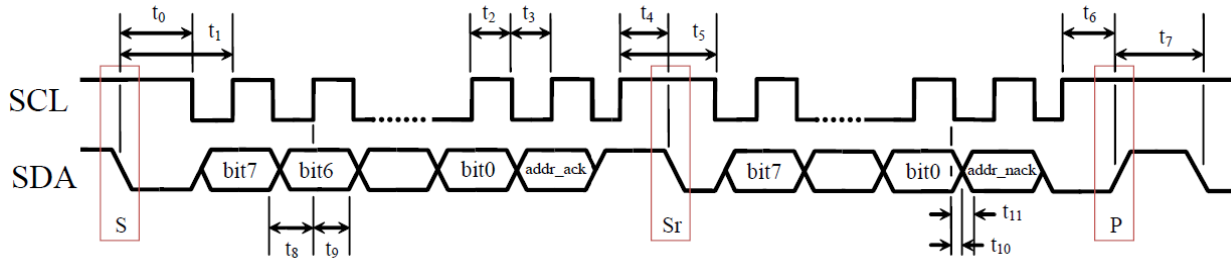 t0 t1 t2 t3 t4 t5 t6 t7
SCL
SDA bit7 bit6 bit0 addr_ack bit7 bit0 addr_nack
S t8 t9 Sr t11 t10 P